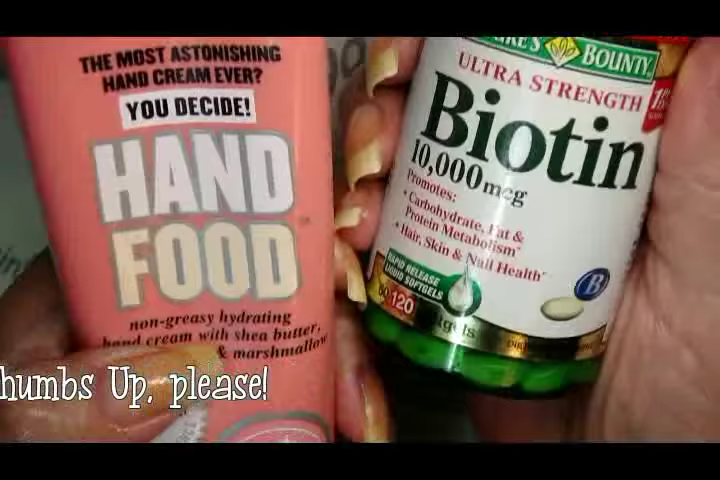 THE MOST ASTONISHING
HAND CREAM EVER?
YOU DECIDE!
HAND
FOOD
non-greasy hydrating
hand cream with shea butter,
& marshmallow
BOUNTY
ULTRA STRENGTH
Biotin
10,000 mcg
Promotes:
• Carbohydrate, Fat &
Protein Metabolism*
• Hair, Skin & Nail Health*
RAPID RELEASE
LIQUID SOFTGELS
120
B
humbs Up, please!